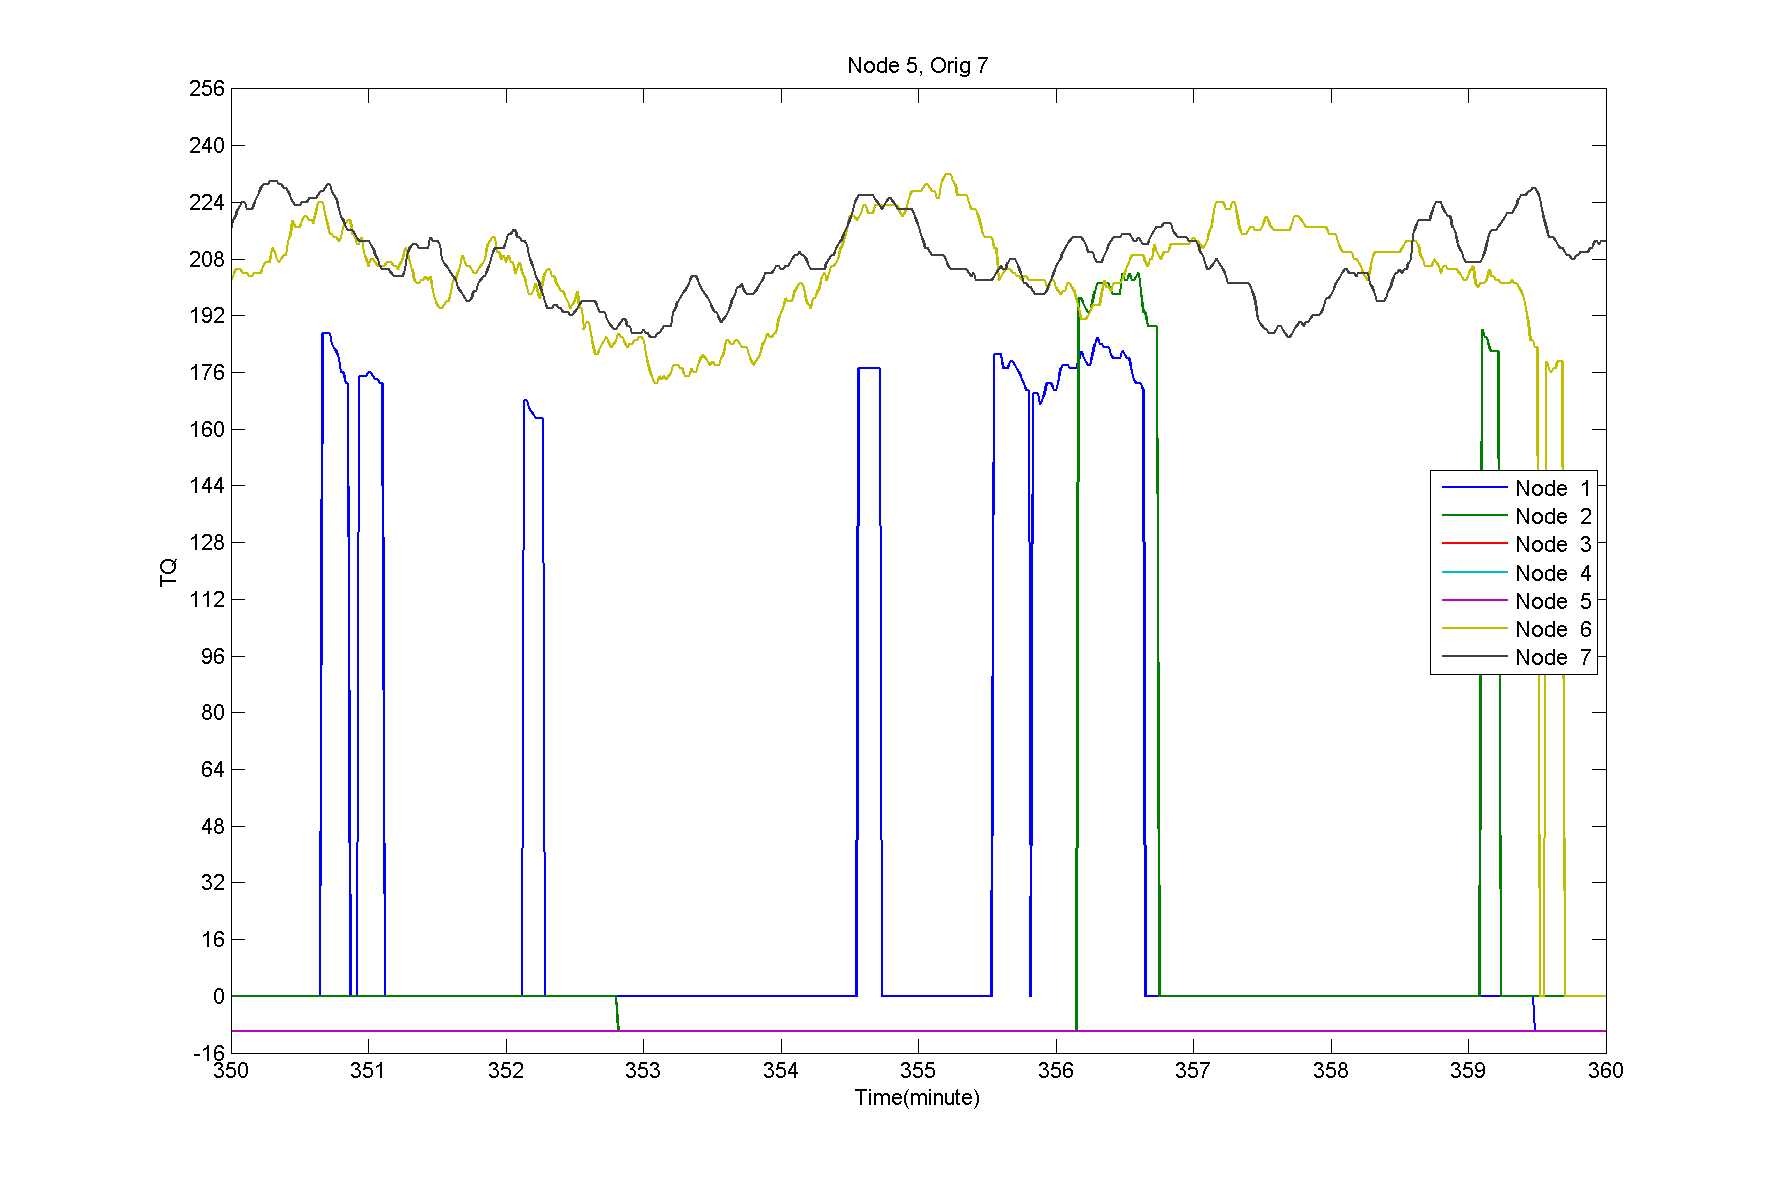 Node 5, Orig 7
256
240
224
208
192
176
160
144
128
112
96
80
64
48
32
16
0
-16
TQ
Node 1
Node 2
Node 3
Node 4
Node 5
Node 6
Node 7
350 351 352 353 354 355 356 357 358 359 360
Time(minute)